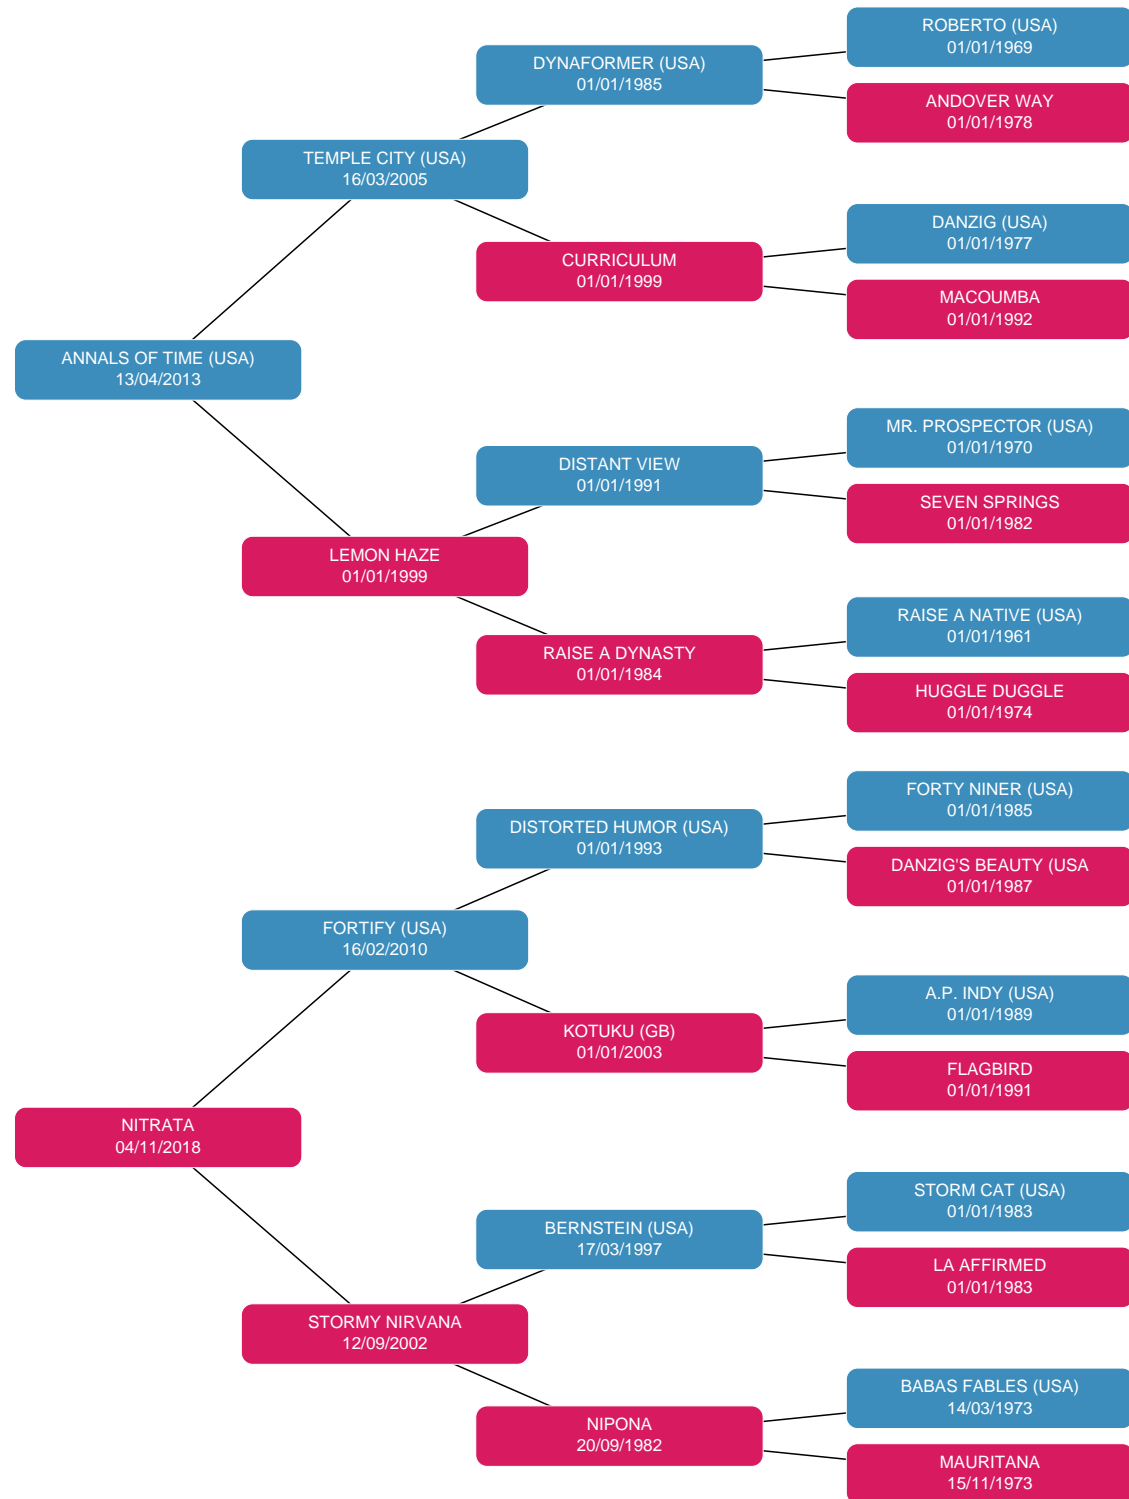 ROBERTO (USA)
01/01/1969
DYNAFORMER (USA)
01/01/1985
ANDOVER WAY
01/01/1978
TEMPLE CITY (USA)
16/03/2005
DANZIG (USA)
01/01/1977
CURRICULUM
01/01/1999
MACOUMBA
01/01/1992
ANNALS OF TIME (USA)
13/04/2013
MR. PROSPECTOR (USA)
01/01/1970
DISTANT VIEW
01/01/1991
SEVEN SPRINGS
01/01/1982
LEMON HAZE
01/01/1999
RAISE A NATIVE (USA)
01/01/1961
RAISE A DYNASTY
01/01/1984
HUGGLE DUGGLE
01/01/1974
FORTY NINER (USA)
01/01/1985
DISTORTED HUMOR (USA)
01/01/1993
DANZIG'S BEAUTY (USA
01/01/1987
FORTIFY (USA)
16/02/2010
A.P. INDY (USA)
01/01/1989
KOTUKU (GB)
01/01/2003
FLAGBIRD
01/01/1991
NITRATA
04/11/2018
STORM CAT (USA)
01/01/1983
BERNSTEIN (USA)
17/03/1997
LA AFFIRMED
01/01/1983
STORMY NIRVANA
12/09/2002
BABAS FABLES (USA)
14/03/1973
NIPONA
20/09/1982
MAURITANA
15/11/1973